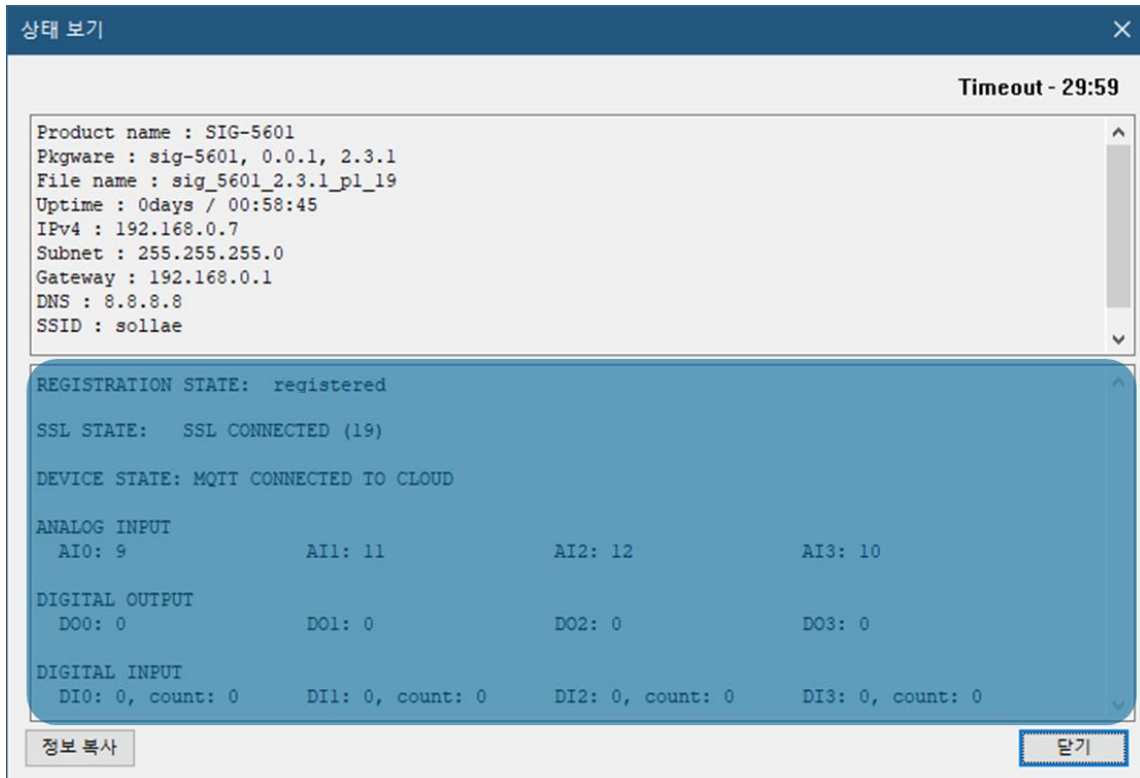 상태 보기
Timeout - 29:59
Product name : SIG-5601
Pkgware : sig-5601, 0.0.1, 2.3.1
File name : sig_5601_2.3.1_p1_19
Uptime : 0days / 00:58:45
IPv4 : 192.168.0.7
Subnet : 255.255.255.0
Gateway : 192.168.0.1
DNS : 8.8.8.8
SSID : sollae
REGISTRATION STATE: registered
SSL STATE: SSL CONNECTED (19)
DEVICE STATE: MQTT CONNECTED TO CLOUD
ANALOG INPUT
AI0: 9 AI1: 11 AI2: 12 AI3: 10
DIGITAL OUTPUT
DO0: 0 DO1: 0 DO2: 0 DO3: 0
DIGITAL INPUT
DI0: 0, count: 0 DI1: 0, count: 0 DI2: 0, count: 0 DI3: 0, count: 0
정보 복사 닫기